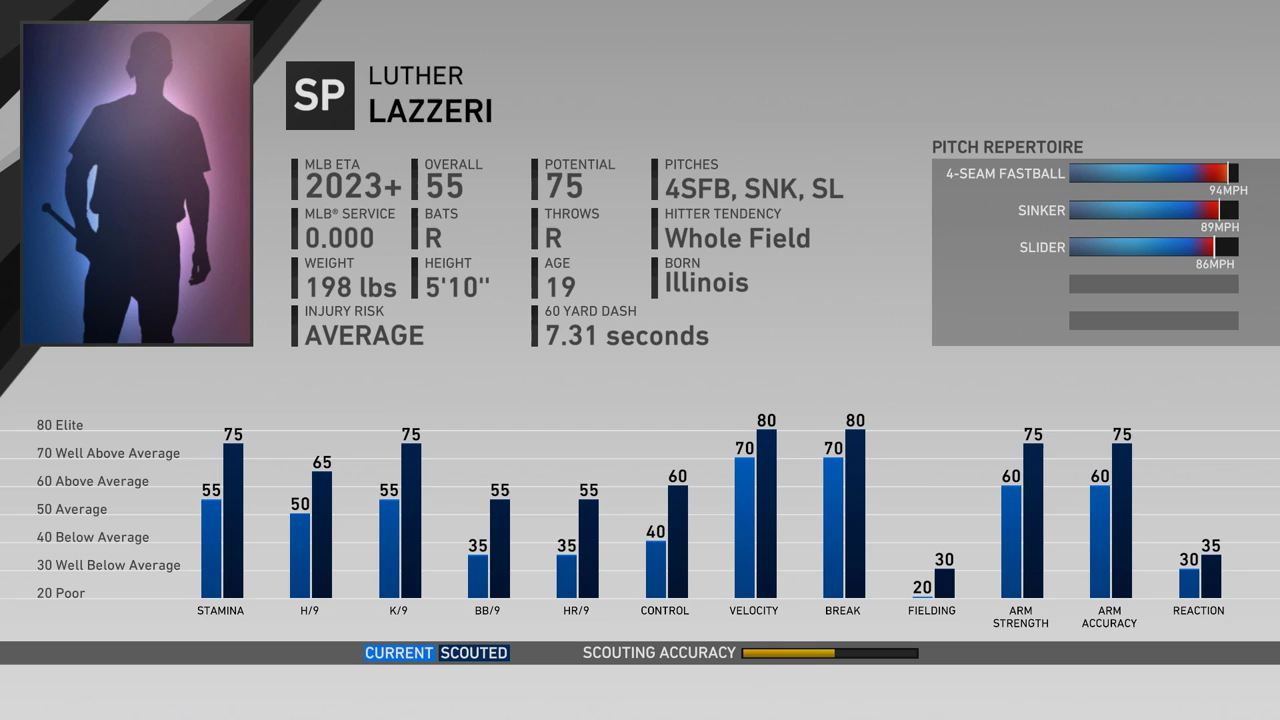 SP
LUTHER
LAZZERI
MLB ETA
2023+
OVERALL
55
POTENTIAL
75
PITCHES
4SFB, SNK, SL
MLB® SERVICE
0.000
BATS
R
THROWS
R
HITTER TENDENCY
Whole Field
WEIGHT
198 lbs
HEIGHT
5'10"
AGE
19
BORN
Illinois
INJURY RISK
AVERAGE
60 YARD DASH
7.31 seconds
PITCH REPERTOIRE
4-SEAM FASTBALL
94MPH
SINKER
89MPH
SLIDER
86MPH
80 Elite
70 Well Above Average
60 Above Average
50 Average
40 Below Average
30 Well Below Average
20 Poor
55 75
STAMINA
50 65
H/9
55 75
K/9
35 55
BB/9
35 55
HR/9
40 60
CONTROL
70 80
VELOCITY
70 80
BREAK
20 30
FIELDING
60 75
ARM
STRENGTH
60 75
ARM
ACCURACY
30 35
REACTION
CURRENT SCOUTED
SCOUTING ACCURACY